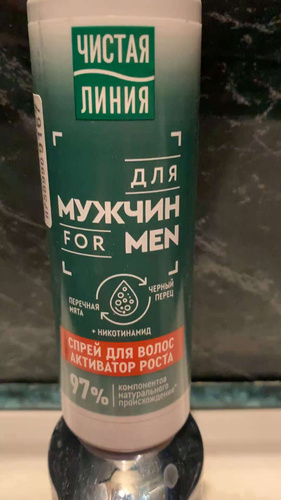 ЧИСТАЯ
ЛИНИЯ
ДЛЯ
МУЖЧИН
FOR MEN
ПЕРЕЧНАЯ
МЯТА
ЧЕРНЫЙ
ПЕРЕЦ
+ НИКОТИНАМИД
СПРЕЙ ДЛЯ ВОЛОС
АКТИВАТОР РОСТА
97%
компонентов
натурального
происхождения*